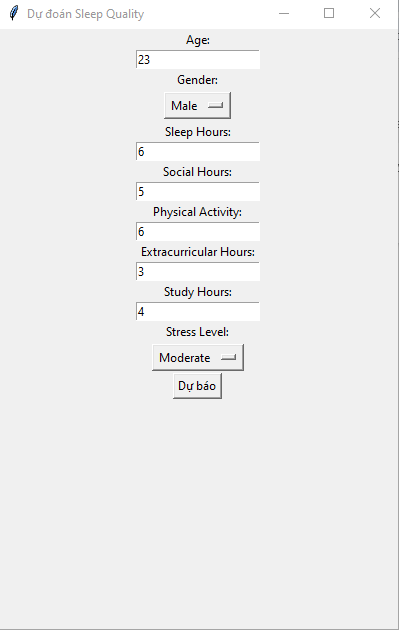 Dự đoán Sleep Quality
Age:
23
Gender:
Male
Sleep Hours:
6
Social Hours:
5
Physical Activity:
6
Extracurricular Hours:
3
Study Hours:
4
Stress Level:
Moderate
Dự báo